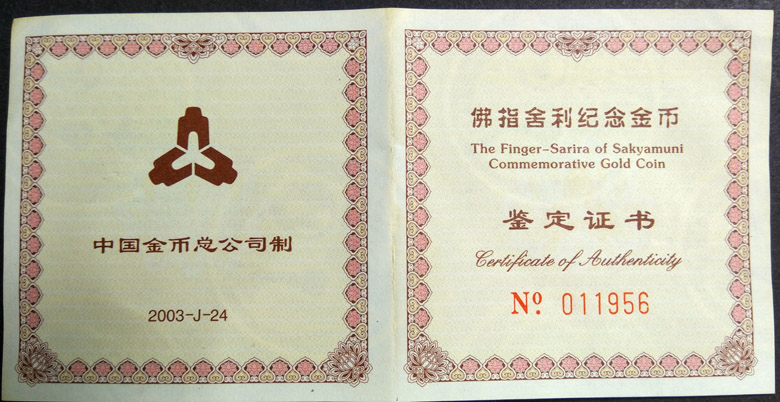 中国金币总公司制
2003-J-24
佛指舍利纪念金币
The Finger-Sarira of Sakyamuni
Commemorative Gold Coin
鉴定证书
Certificate of Authenticity
Nº 011956